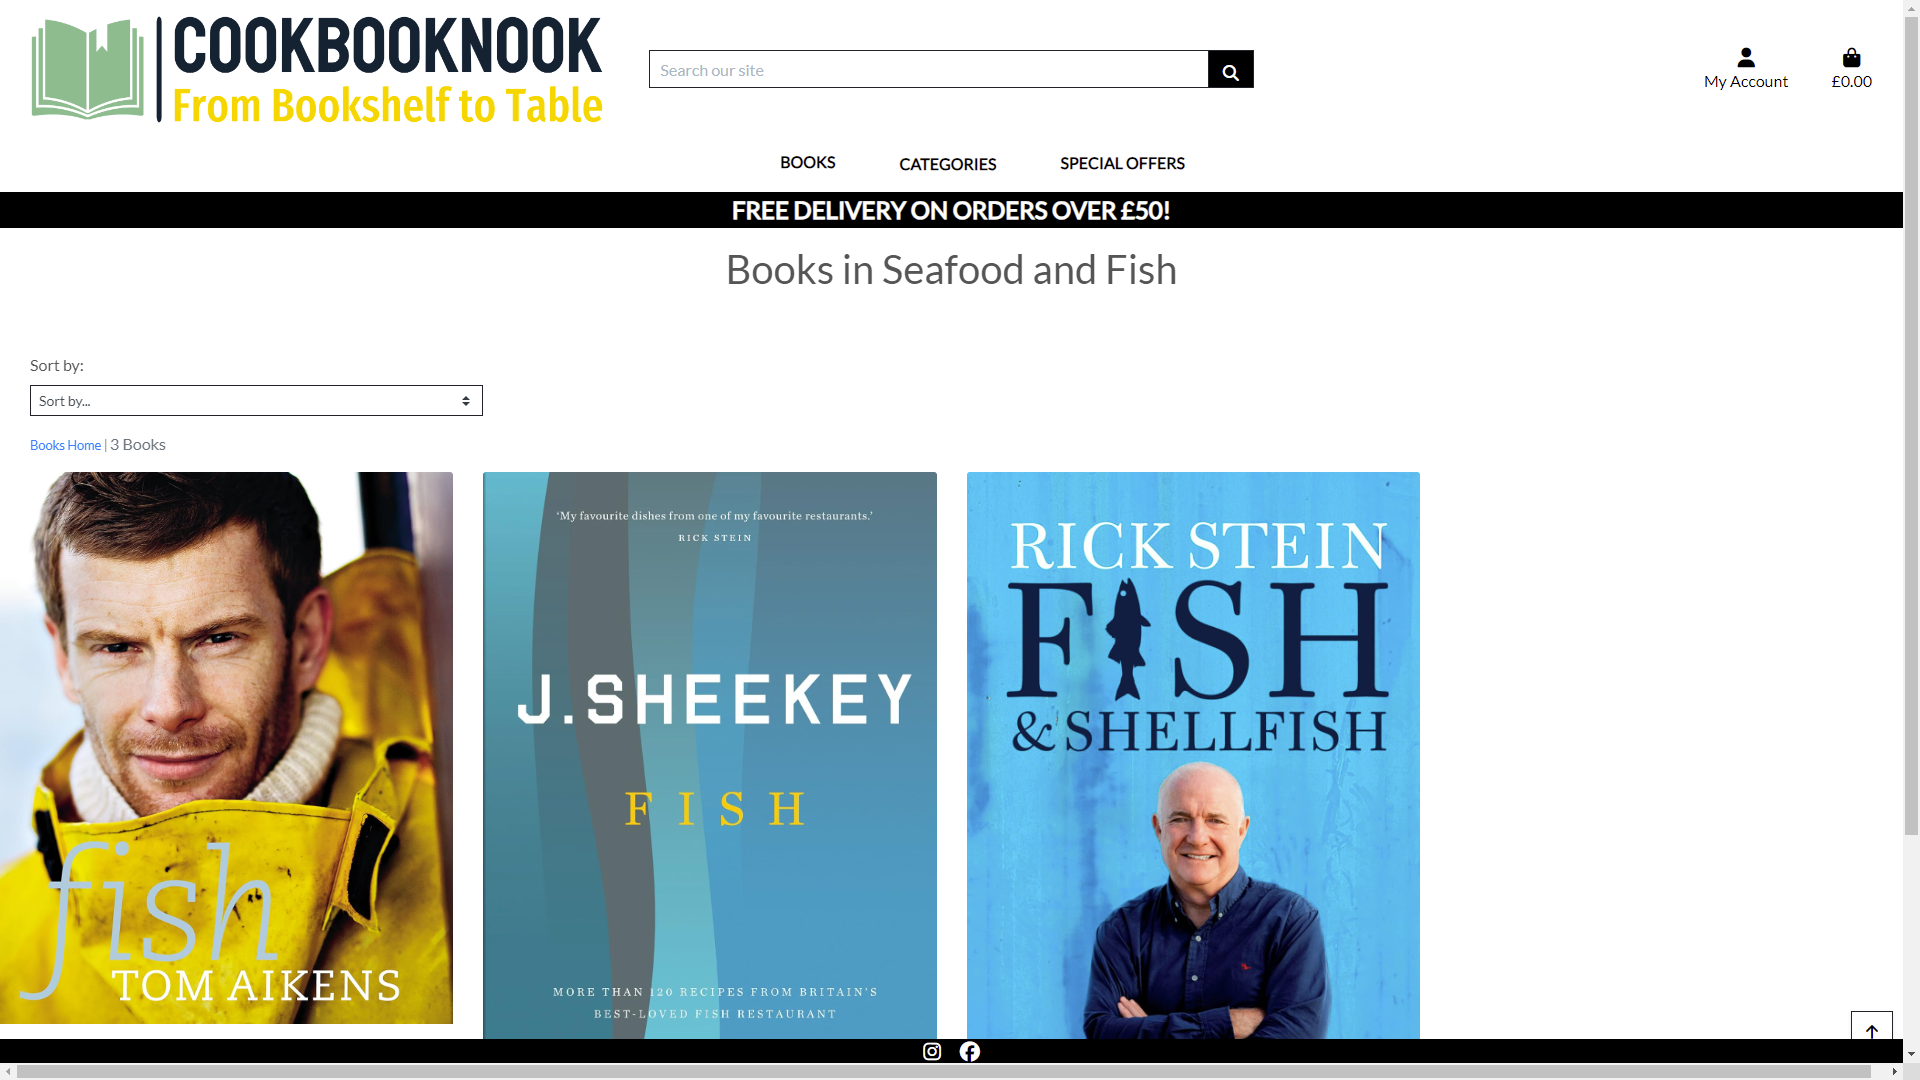 COOKBOOKNOOK
From Bookshelf to Table
Search our site
My Account
£0.00
BOOKS
CATEGORIES
SPECIAL OFFERS
FREE DELIVERY ON ORDERS OVER £50!
Books in Seafood and Fish
Sort by:
Sort by...
Books Home | 3 Books
fish
TOM AIKENS
‘My favourite dishes from one of my favourite restaurants.’
RICK STEIN
J.SHEEKEY
FISH
MORE THAN 120 RECIPES FROM BRITAIN’S
BEST-LOVED FISH RESTAURANT
RICK STEIN
FISH
& SHELLFISH